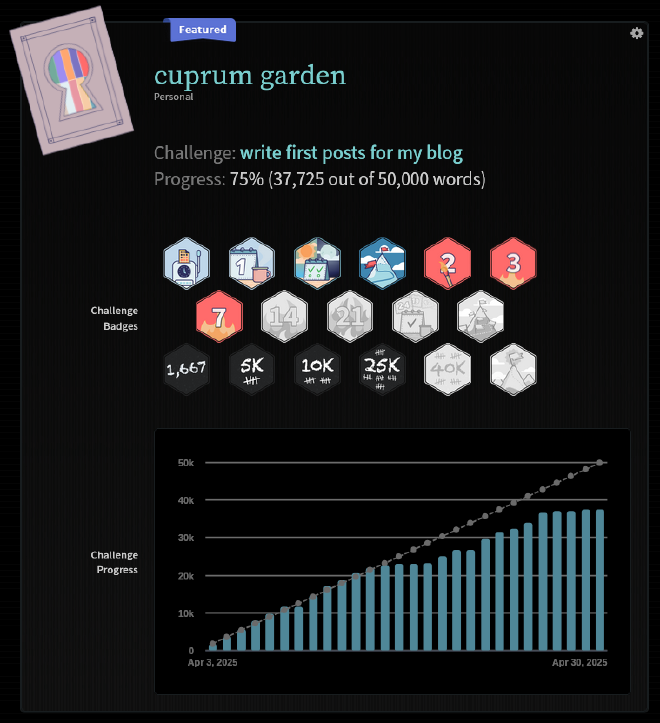 Featured
cuprum garden
Personal
Challenge: write first posts for my blog
Progress: 75% (37,725 out of 50,000 words)
1
2
3
Challenge
Badges
7
14
21
1,667
5K
10K
25K
40K
Challenge
Progress
50k
40k
30k
20k
10k
0
Apr 3, 2025
Apr 30, 2025